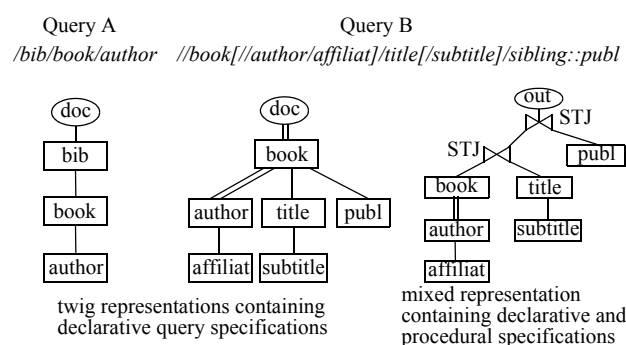 Query A
Query B
/bib/book/author
//book[//author/affiliat]/title[/subtitle]/sibling::publ
doc
bib
book
author
doc
book
author
title
publ
affiliat
subtitle
out
STJ
STJ
publ
book
title
author
subtitle
affiliat
twig representations containing
declarative query specifications
mixed representation
containing declarative and
procedural specifications